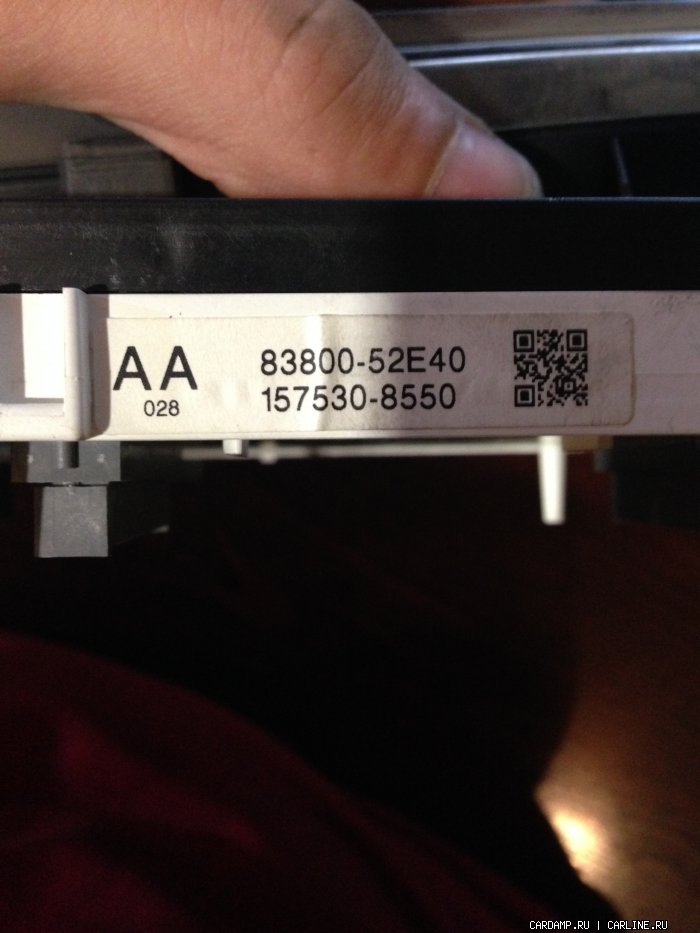 AA
028
83800-52E40
157530-8550
CARDAMP.RU | CARLINE.RU